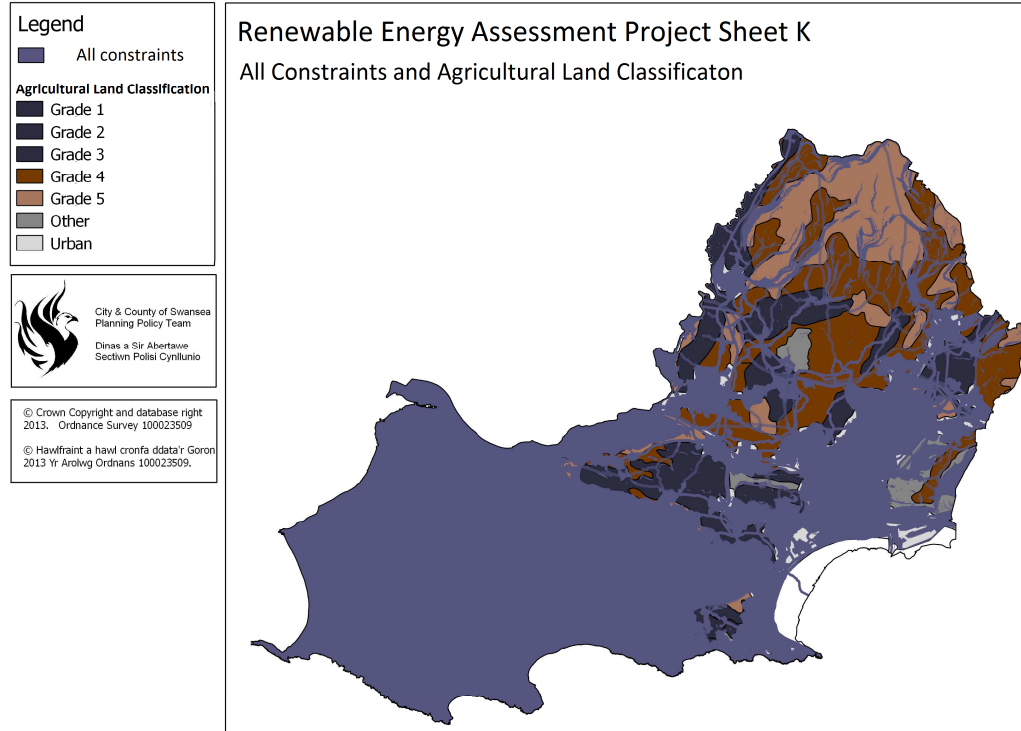 Legend
All constraints
Agricultural Land Classification
Grade 1
Grade 2
Grade 3
Grade 4
Grade 5
Other
Urban
City & County of Swansea
Planning Policy Team
Dinas a Sir Abertawe
Sectiwn Polisi Cynllunio
© Crown Copyright and database right
2013. Ordnance Survey 100023509
© Hawlfraint a hawl cronfa ddata'r Goron
2013 Yr Arolwg Ordnans 100023509.
Renewable Energy Assessment Project Sheet K
All Constraints and Agricultural Land Classificaton